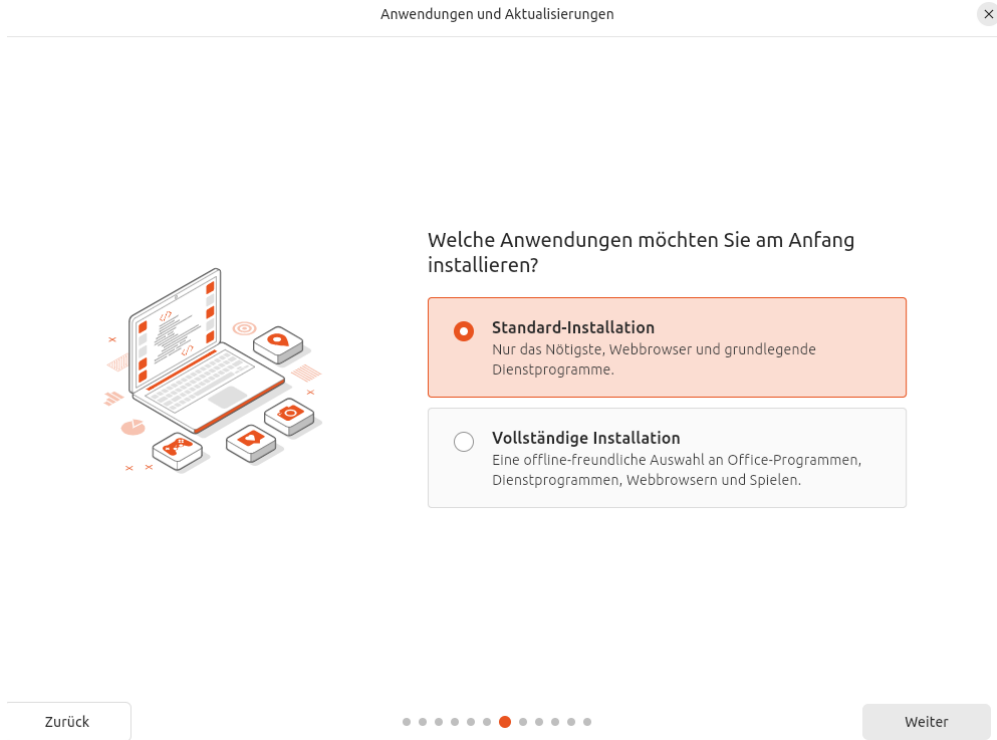 Anwendungen und Aktualisierungen
Welche Anwendungen möchten Sie am Anfang
installieren?
Standard-Installation
Nur das Nötigste, Webbrowser und grundlegende
Dienstprogramme.
Vollständige Installation
Eine offline-freundliche Auswahl an Office-Programmen,
Dienstprogrammen, Webbrowsern und Spielen.
Zurück
Weiter